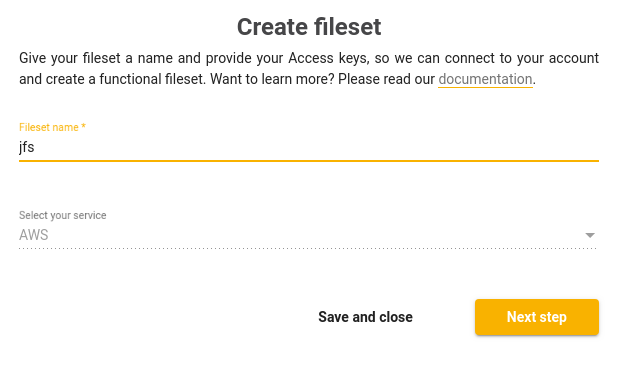 Create fileset
Give your fileset a name and provide your Access keys, so we can connect to your account
and create a functional fileset. Want to learn more? Please read our documentation.
Fileset name *
jfs
Select your service
AWS
Save and close
Next step